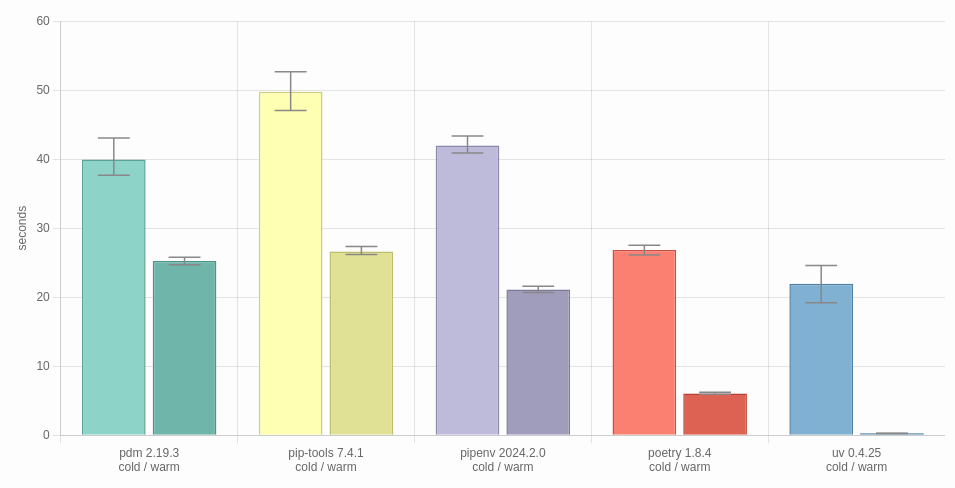 60
50
40
30
20
10
0
seconds
pdm 2.19.3
cold / warm
pip-tools 7.4.1
cold / warm
pipenv 2024.2.0
cold / warm
poetry 1.8.4
cold / warm
uv 0.4.25
cold / warm